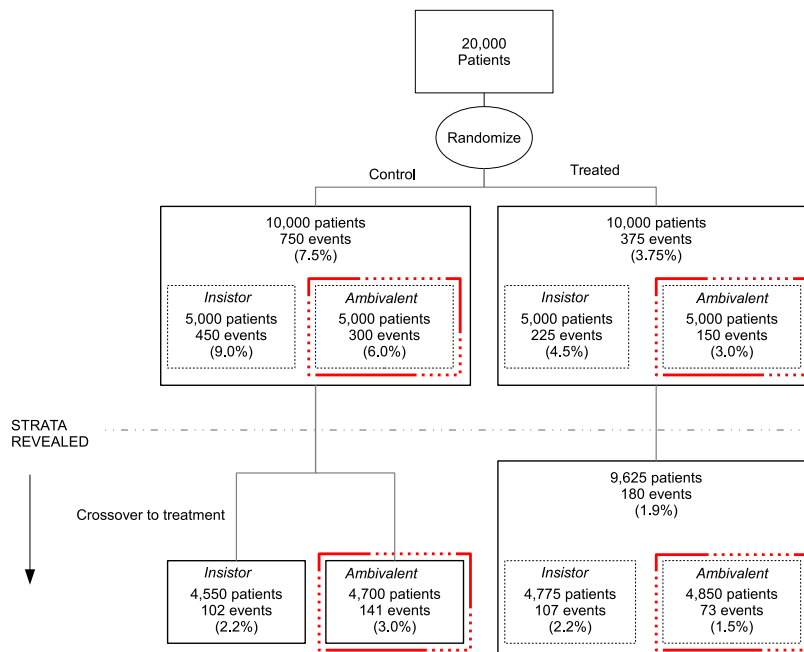 20,000
Patients
Randomize
Control
Treated
10,000 patients
750 events
(7.5%)
Insistor
5,000 patients
450 events
(9.0%)
Ambivalent
5,000 patients
300 events
(6.0%)
10,000 patients
375 events
(3.75%)
Insistor
5,000 patients
225 events
(4.5%)
Ambivalent
5,000 patients
150 events
(3.0%)
STRATA
REVEALED
Crossover to treatment
Insistor
4,550 patients
102 events
(2.2%)
Ambivalent
4,700 patients
141 events
(3.0%)
9,625 patients
180 events
(1.9%)
Insistor
4,775 patients
107 events
(2.2%)
Ambivalent
4,850 patients
73 events
(1.5%)